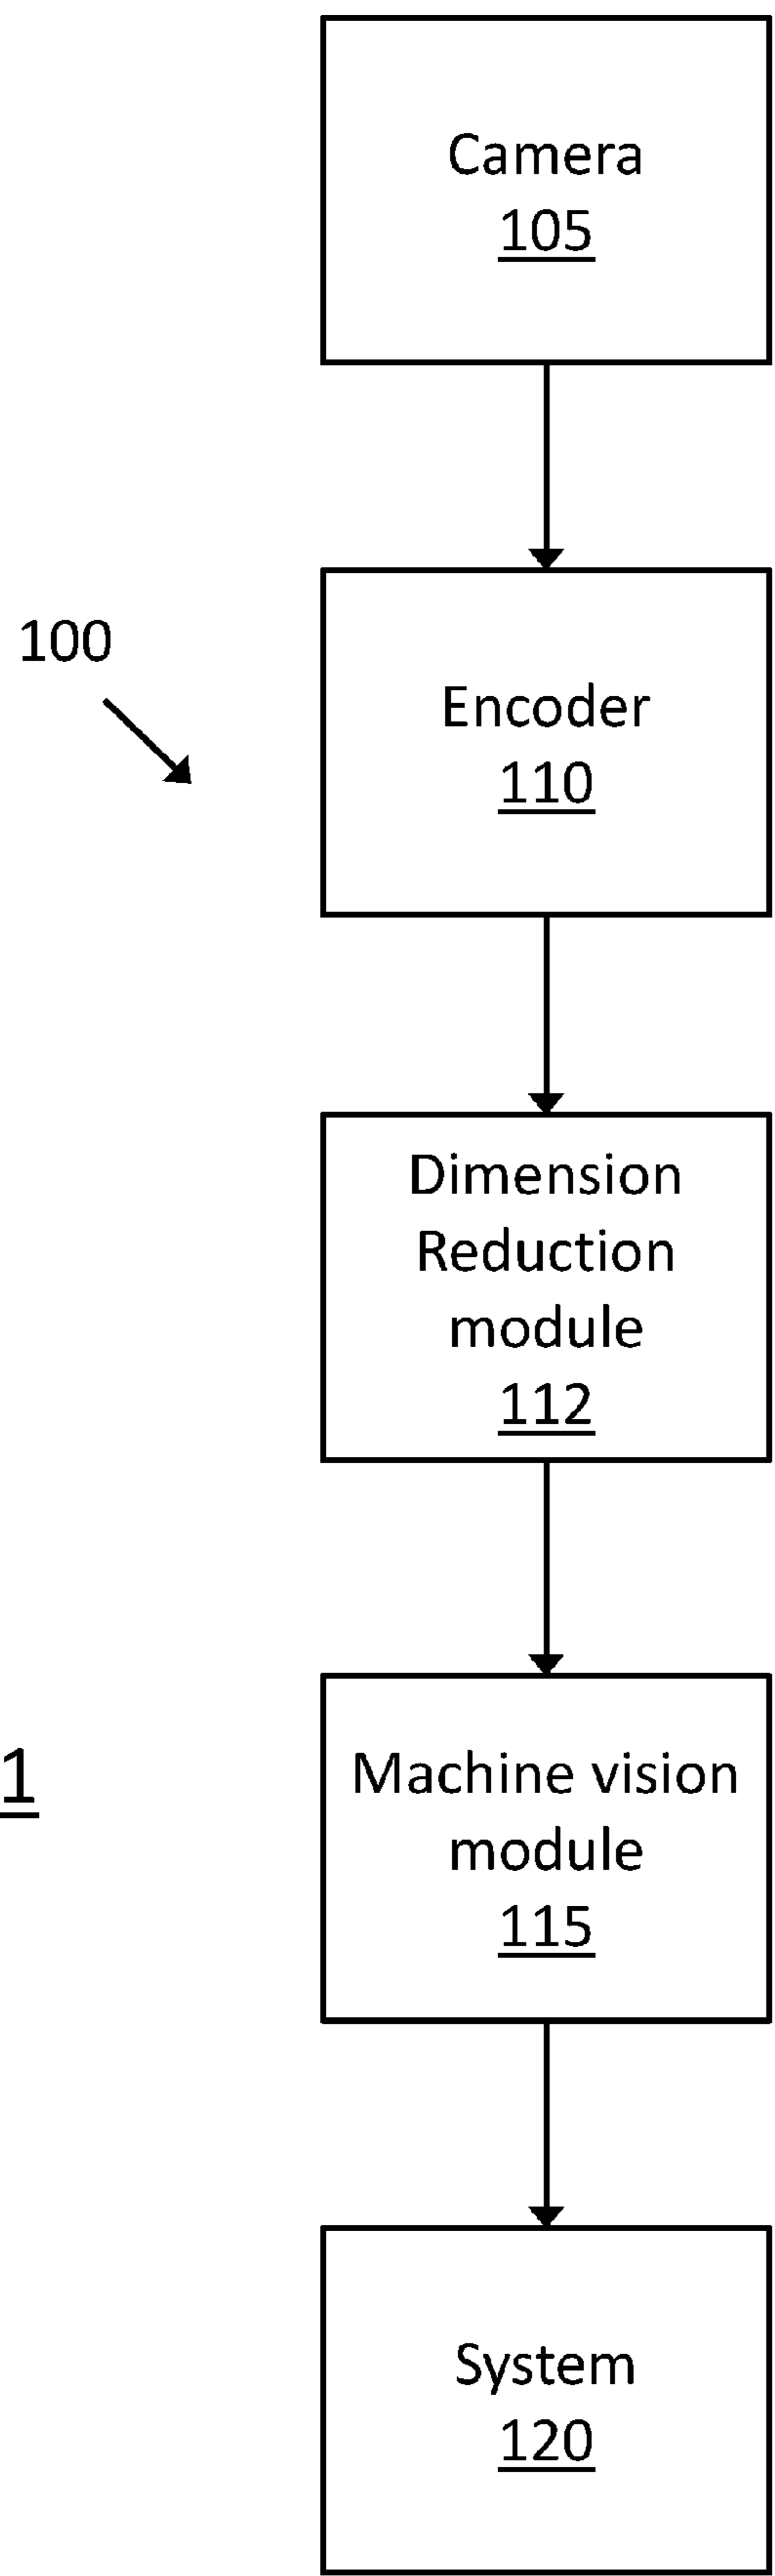 Camera
105
100
Encoder
110
Dimension
Reduction
module
112
1
Machine vision
module
115
System
120